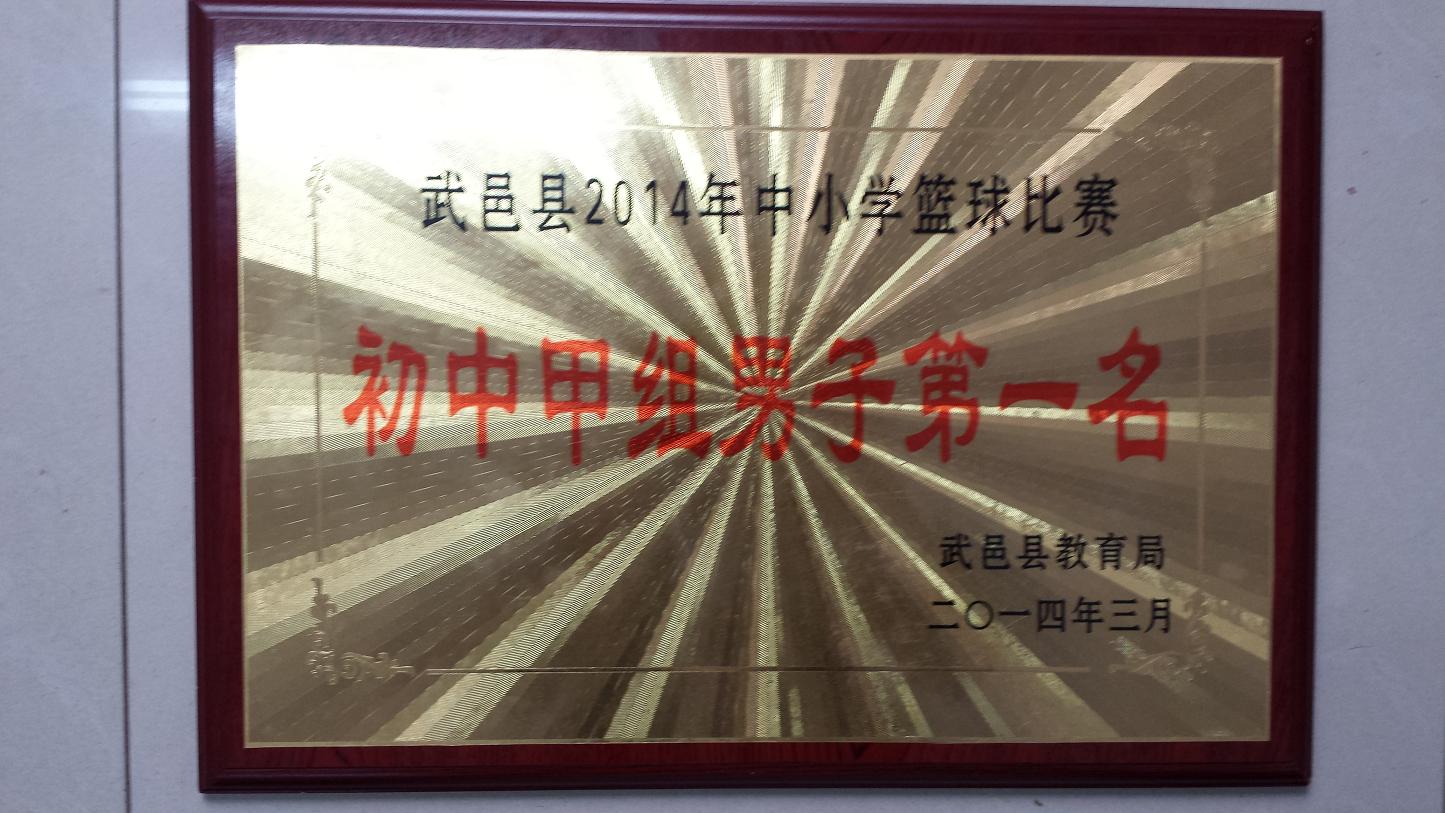 武邑县2014年中小学篮球比赛
初中甲组男子第一名
武邑县教育局
二〇一四年三月